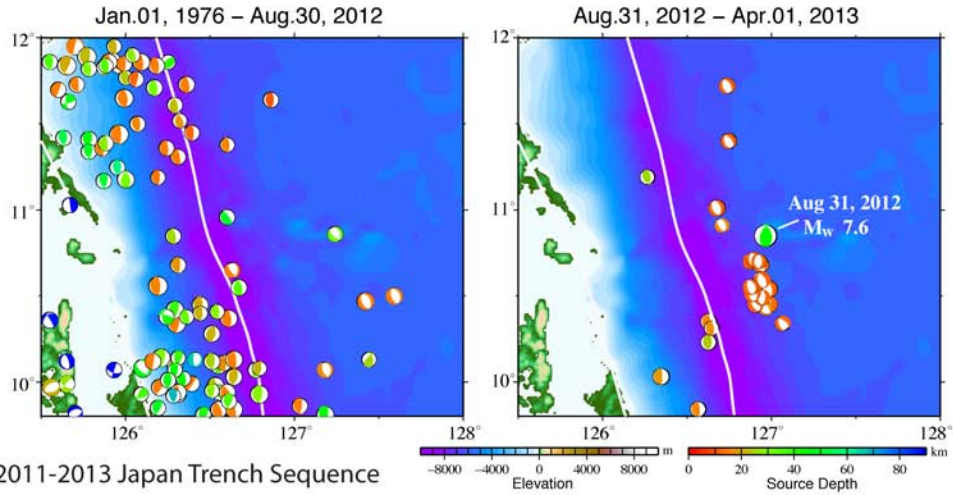 Jan.01, 1976 – Aug.30, 2012
Aug.31, 2012 – Apr.01, 2013
12°
11°
10°
126°
127°
128°
12°
11°
10°
126°
127°
128°
Aug 31, 2012
Mw 7.6
2011-2013 Japan Trench Sequence
m
−8000 −4000 0 4000 8000
Elevation
km
0 20 40 60 80
Source Depth